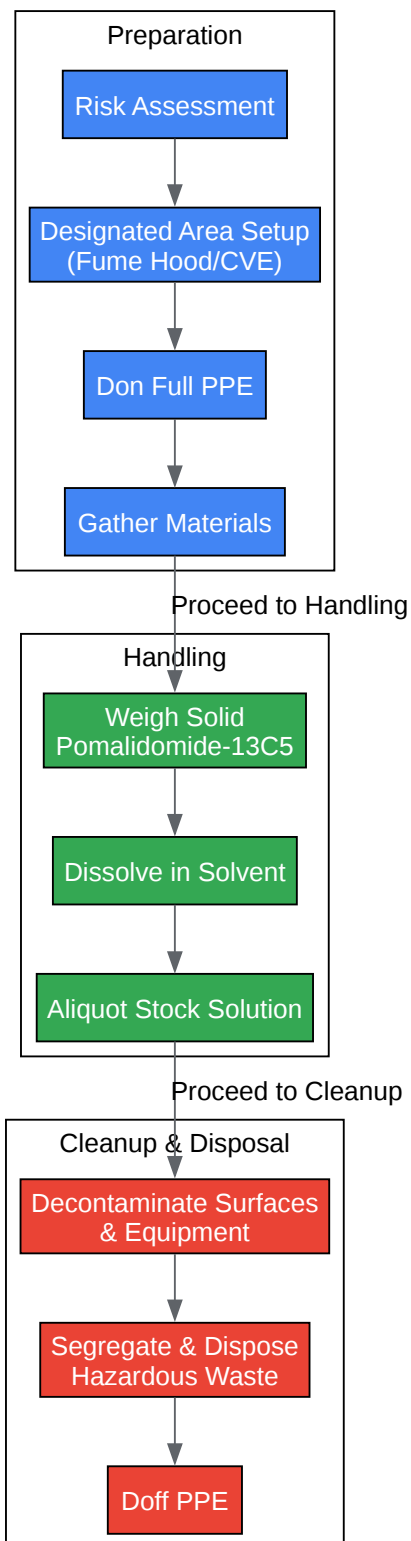 Preparation
Risk Assessment
Designated Area Setup
(Fume Hood/CVE)
Don Full PPE
Gather Materials
Proceed to Handling
Handling
Weigh Solid
Pomalidomide-13C5
Dissolve in Solvent
Aliquot Stock Solution
Proceed to Cleanup
Cleanup & Disposal
Decontaminate Surfaces
& Equipment
Segregate & Dispose
Hazardous Waste
Doff PPE